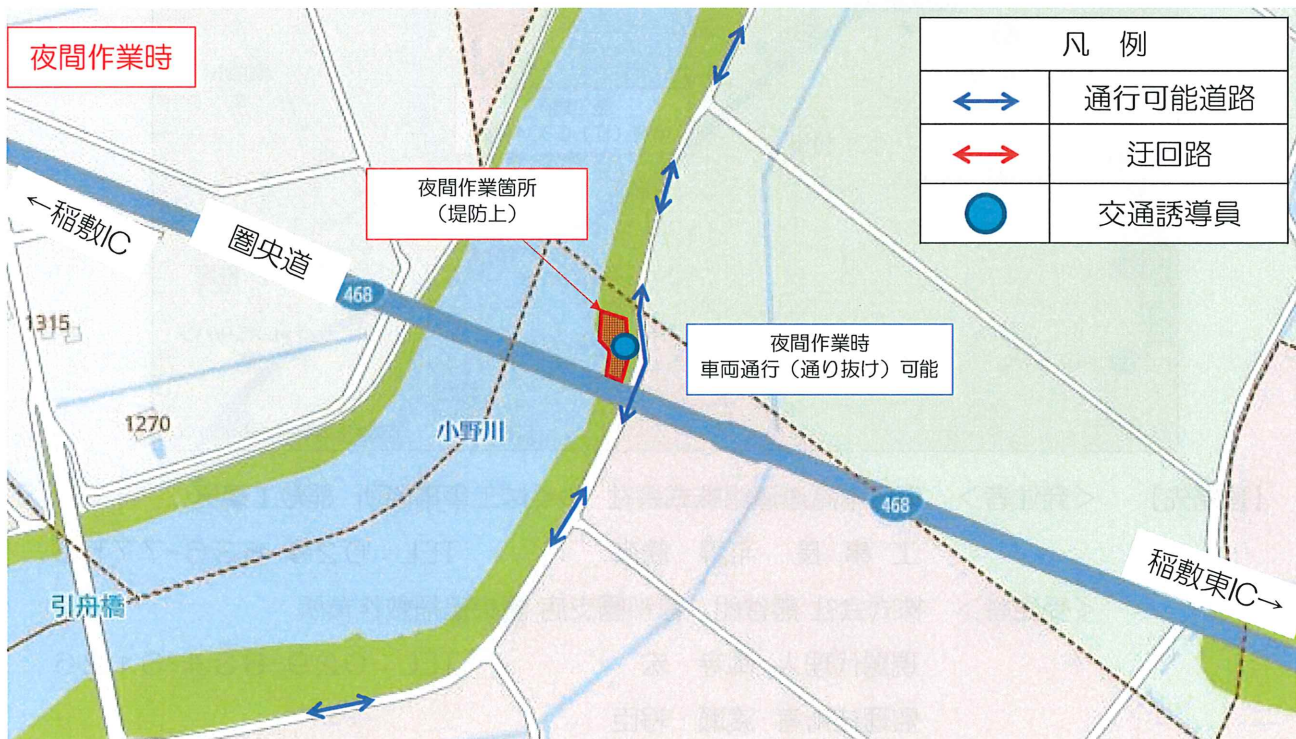 夜間作業時
凡 例
通行可能道路
迂回路
交通誘導員
夜間作業箇所
(堤防上)
←稲敷IC
圏央道
468
1315
夜間作業時
車両通行(通り抜け)可能
1270
小野川
468
稲敷東IC→
引舟橋